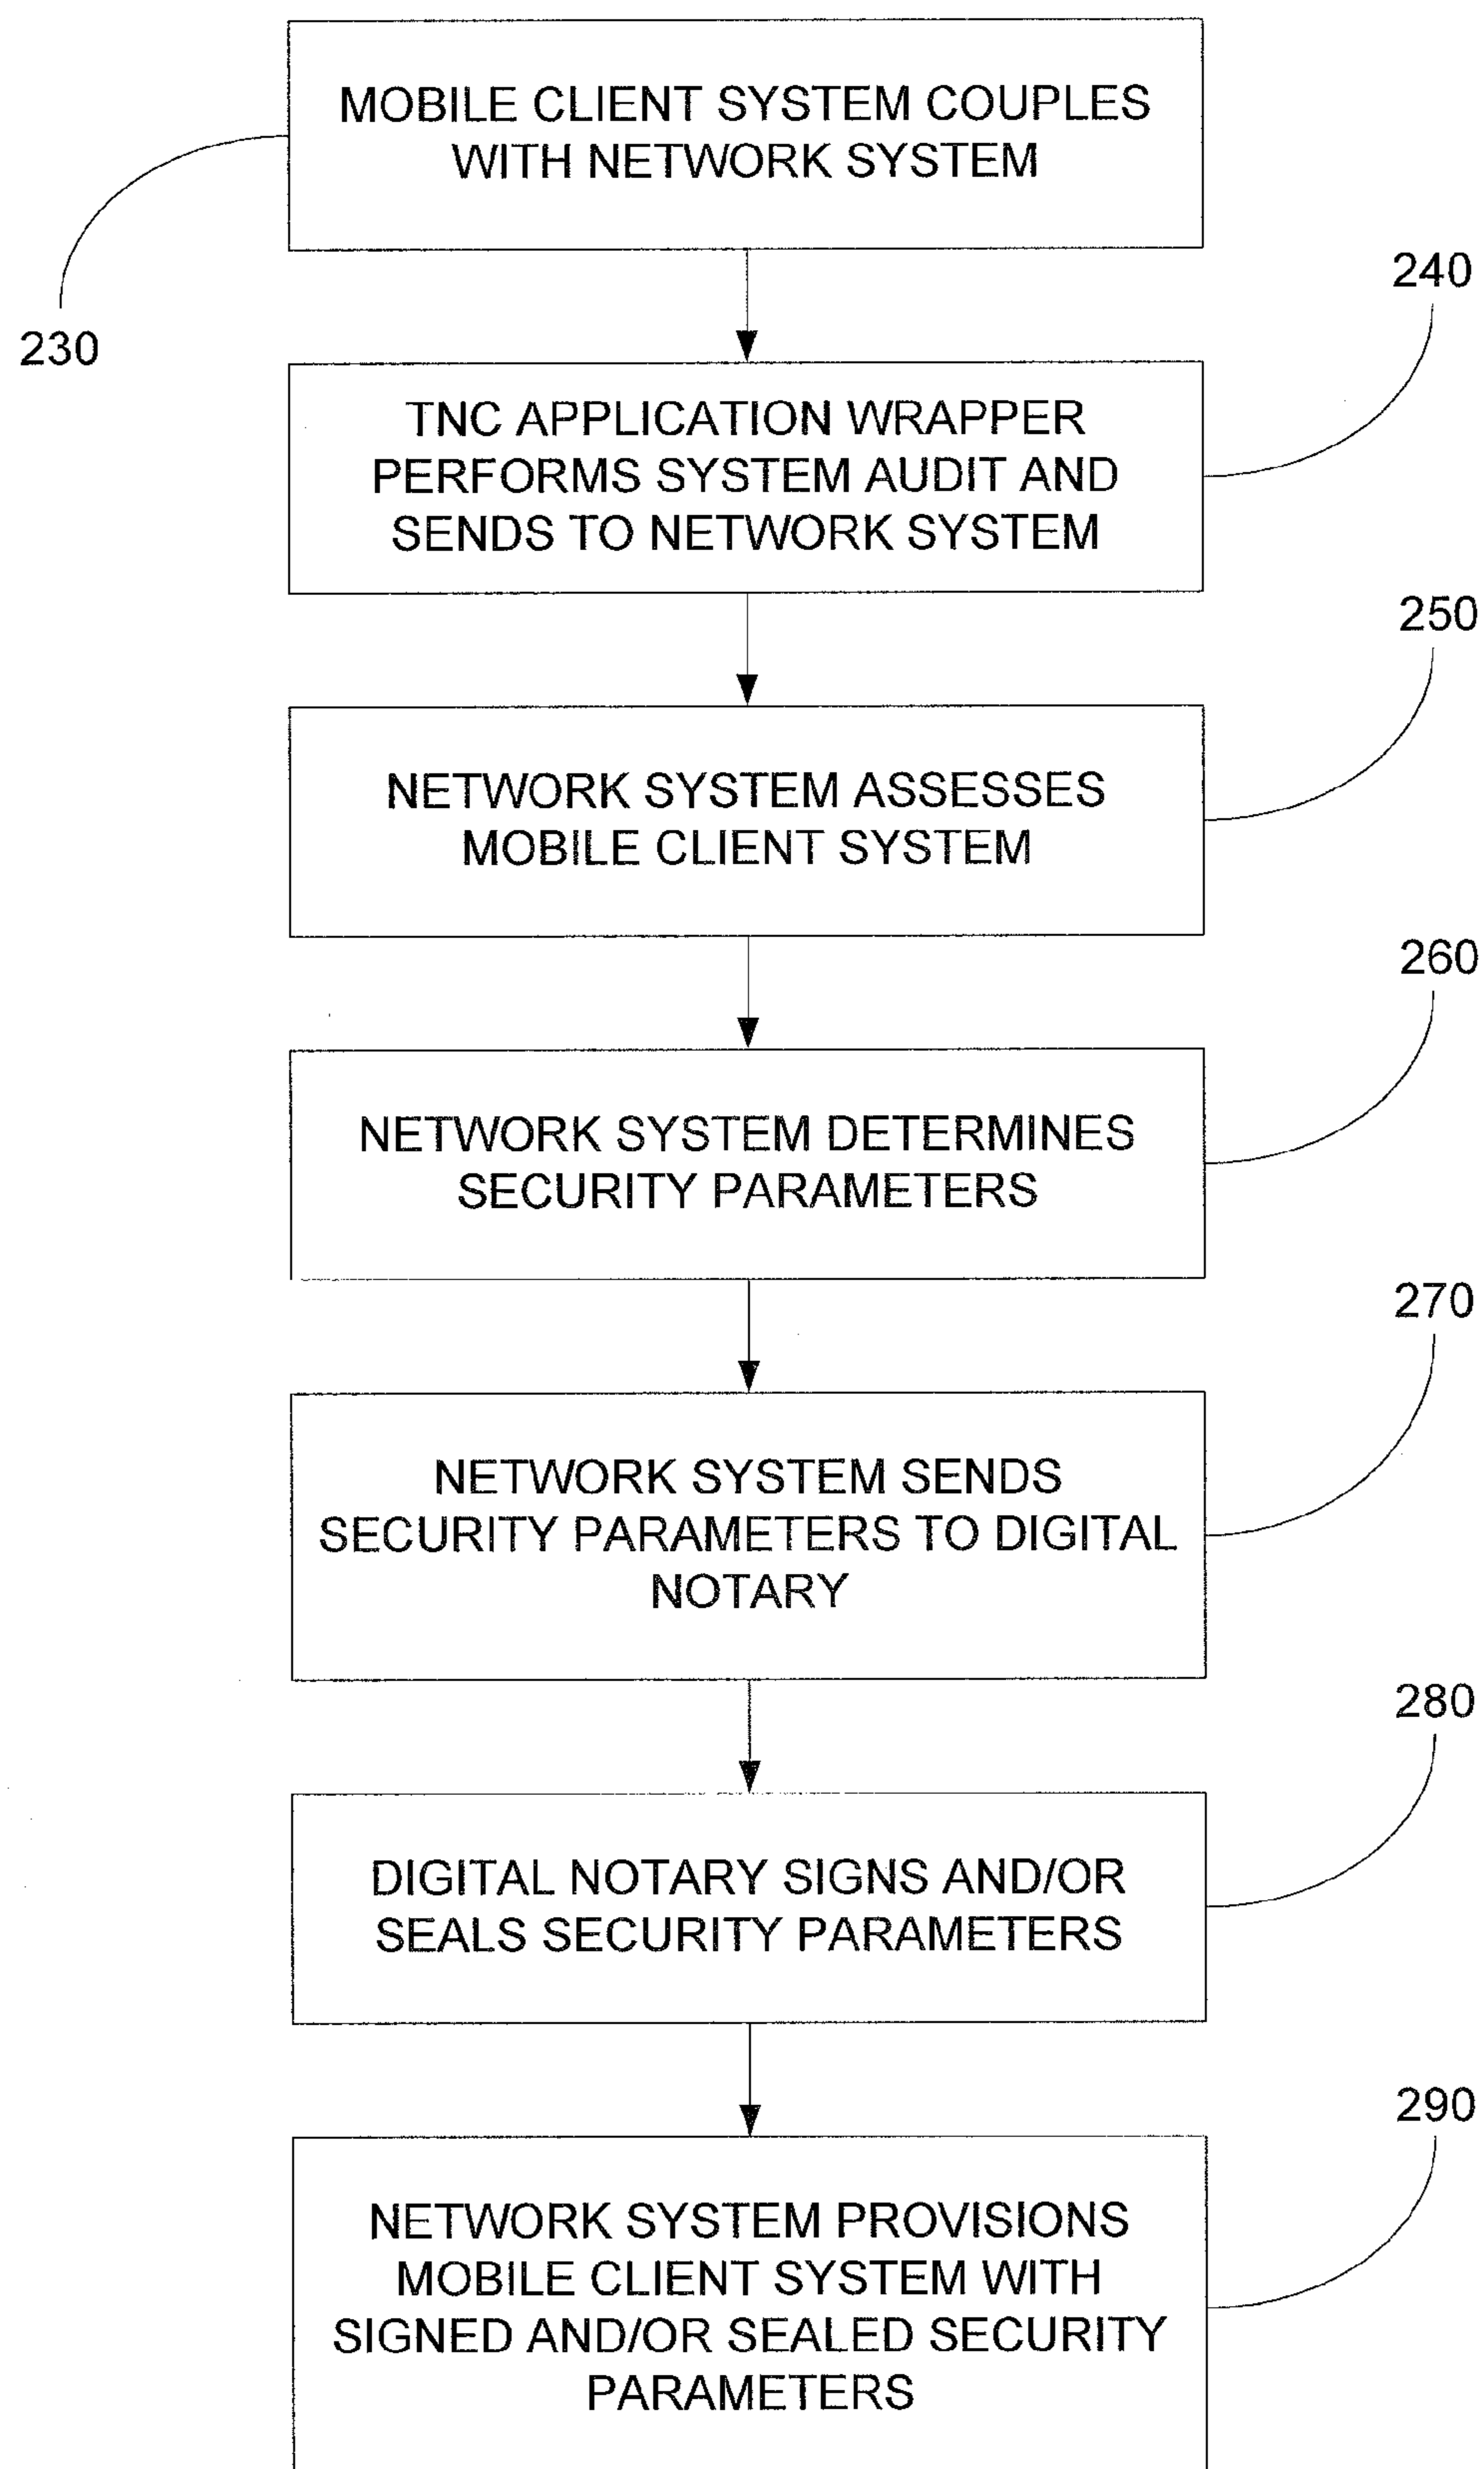 MOBILE CLIENT SYSTEM COUPLES
WITH NETWORK SYSTEM
230
240
TNC APPLICATION WRAPPER
PERFORMS SYSTEM AUDIT AND
SENDS TO NETWORK SYSTEM
250
NETWORK SYSTEM ASSESSES
MOBILE CLIENT SYSTEM
260
NETWORK SYSTEM DETERMINES
SECURITY PARAMETERS
270
NETWORK SYSTEM SENDS
SECURITY PARAMETERS TO DIGITAL
NOTARY
280
DIGITAL NOTARY SIGNS AND/OR
SEALS SECURITY PARAMETERS
290
NETWORK SYSTEM PROVISIONS
MOBILE CLIENT SYSTEM WITH
SIGNED AND/OR SEALED SECURITY
PARAMETERS